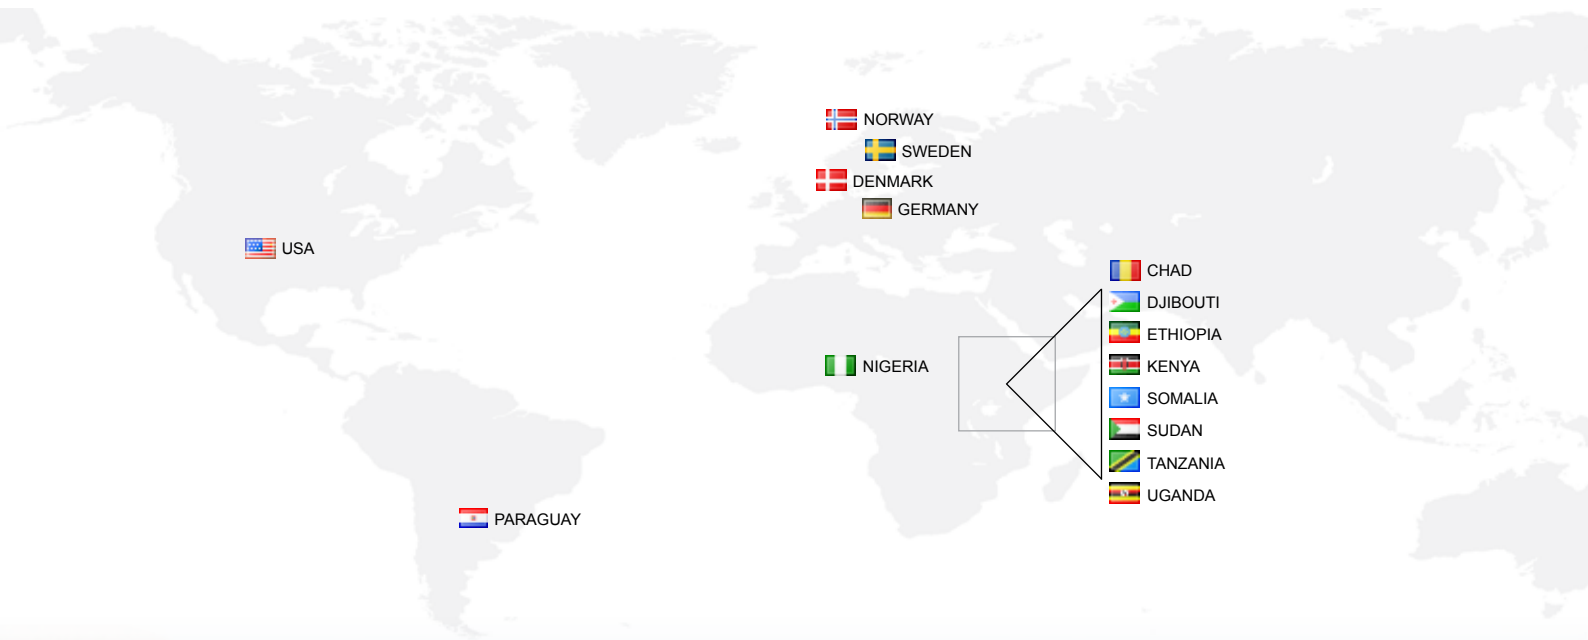 NORWAY
SWEDEN
DENMARK
GERMANY
USA
CHAD
DJIBOUTI
ETHIOPIA
NIGERIA
KENYA
SOMALIA
SUDAN
TANZANIA
UGANDA
PARAGUAY